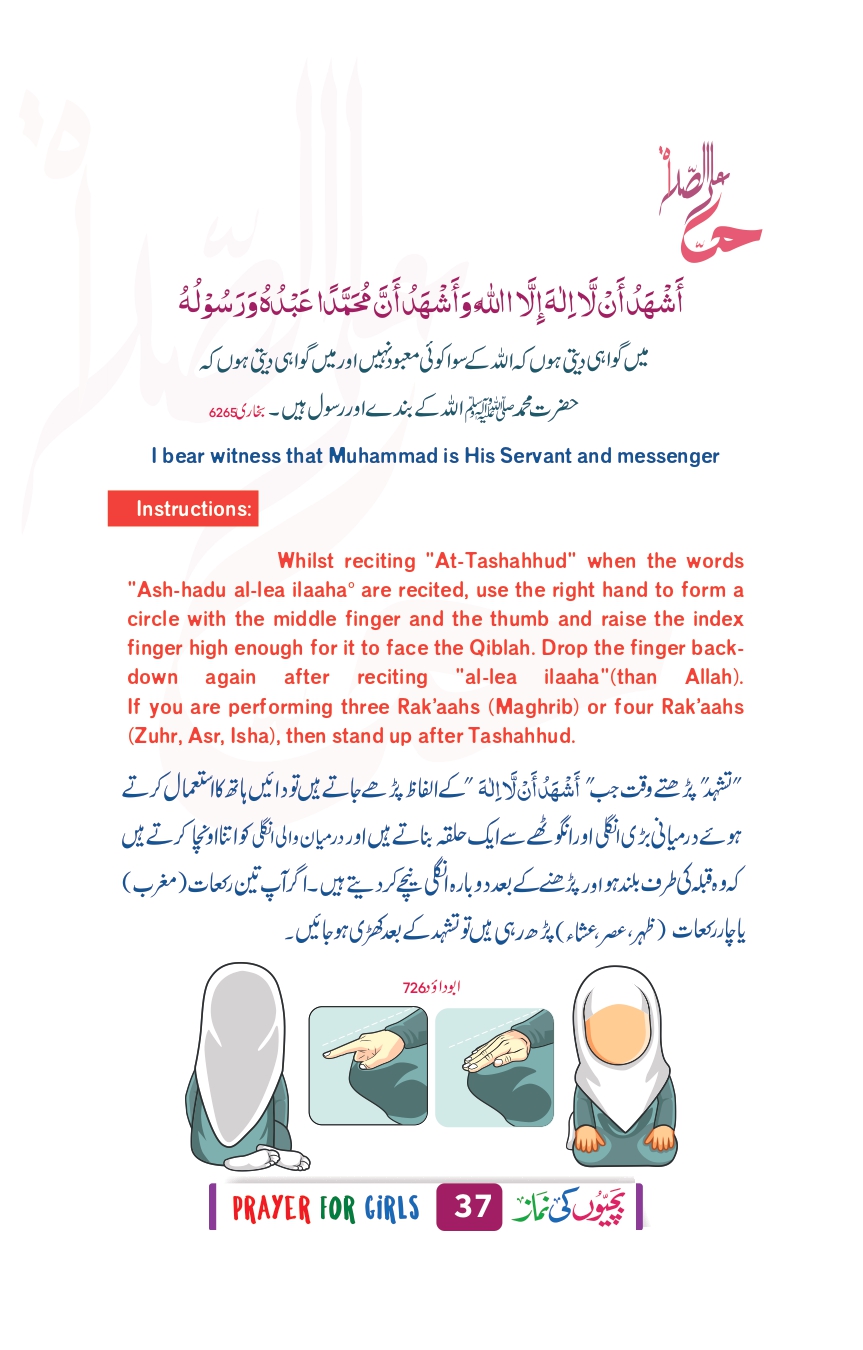 حي على الصلاة
أَشْهَدُ أَنْ لَّا اِلٰهَ إِلَّا اللهُ وَأَشْهَدُ أَنَّ مُحَمَّدًا عَبْدُهُ وَرَسُوْلُهُ
میں گواہی دیتی ہوں کہ اللہ کے سوا کوئی معبود نہیں اور میں گواہی دیتی ہوں کہ
حضرت محمد ﷺ اللہ کے بندے اور رسول ہیں۔ بخاری 6265
I bear witness that Muhammad is His Servant and messenger
Instructions:
Whilst reciting "At-Tashahhud" when the words
"Ash-hadu al-lea ilaaha° are recited, use the right hand to form a
circle with the middle finger and the thumb and raise the index
finger high enough for it to face the Qiblah. Drop the finger back-
down again after reciting "al-lea ilaaha"(than Allah).
If you are performing three Rak'aahs (Maghrib) or four Rak'aahs
(Zuhr, Asr, Isha), then stand up after Tashahhud.
"تشہد" پڑھتے وقت جب" أَشْهَدُ أَنْ لَّا اِلٰهَ "کے الفاظ پڑھے جاتے ہیں تو دائیں ہاتھ کا استعمال کرتے
ہوئے درمیانی بڑی انگلی اور انگوٹھے سے ایک حلقہ بناتے ہیں اور درمیان والی انگلی کو اتنا اونچا کرتے ہیں
کہ وہ قبلہ کی طرف بلند ہو اور پڑھنے کے بعد دوبارہ انگلی نیچے کر دیتے ہیں۔ اگر آپ تین رکعات (مغرب)
یا چار رکعات (ظہر، عصر، عشاء) پڑھ رہی ہیں تو تشہد کے بعد کھڑی ہو جائیں۔
ابوداؤد 726
PRAYER FOR GiRLS 37 بچیّوں کی نماز